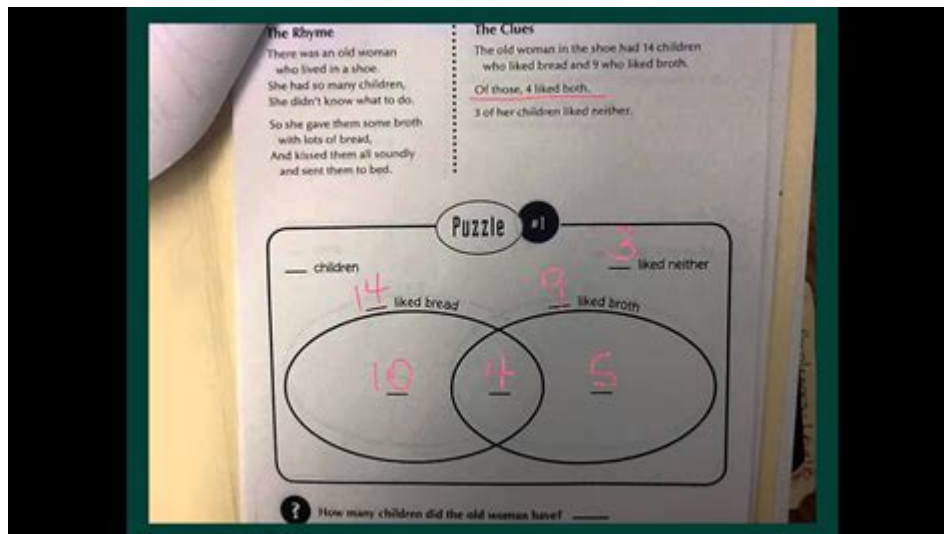 The Rhyme
There was an old woman
who lived in a shoe.
She had so many children,
She didn't know what to do.
So she gave them some broth
with lots of bread,
And kissed them all soundly
and sent them to bed.
The Clues
The old woman in the shoe had 14 children
who liked bread and 9 who liked broth.
Of those, 4 liked both.
3 of her children liked neither.
Puzzle #1
__ children
3 liked neither
14 liked bread
9 liked broth
10 4 5
? How many children did the old woman have? ____